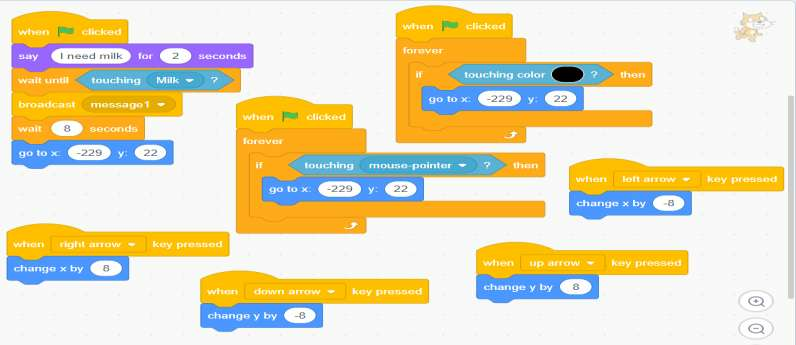 when clicked
say I need milk for 2 seconds
wait until touching Milk ?
broadcast message1
wait 8 seconds
go to x: -229 y: 22
when clicked
forever
if touching mouse-pointer ? then
go to x: -229 y: 22
when clicked
forever
if touching color ? then
go to x: -229 y: 22
when left arrow key pressed
change x by -8
when right arrow key pressed
change x by 8
when down arrow key pressed
change y by -8
when up arrow key pressed
change y by 8